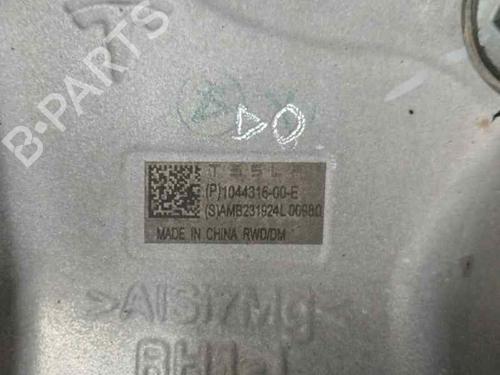 DO
TESLA
(P)1044316-00-E
(S)AMB231924L00980
MADE IN CHINA RWD/DM
>AlSi7Mg<
B-PARTS